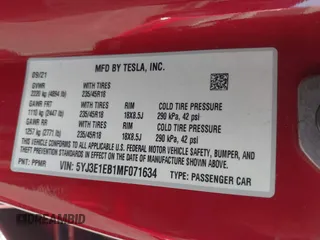 MFD BY TESLA, INC.
09/21
GVWR
2220 kg (4894 lb)
WITH TIRES
235/45R18
GAWR FRT
1110 kg (2447 lb)
WITH TIRES
235/45R18
RIM
18X8.5J
COLD TIRE PRESSURE
290 kPa, 42 psi
GAWR RR
1257 kg (2771 lb)
WITH TIRES
235/45R18
RIM
18X8.5J
COLD TIRE PRESSURE
290 kPa, 42 psi
THIS VEHICLE CONFORMS TO ALL APPLICABLE
FEDERAL MOTOR VEHICLE SAFETY, BUMPER, AND
THEFT PREVENTION STANDARDS IN EFFECT ON
THE DATE OF MANUFACTURE SHOWN ABOVE.
PNT: PPMR
VIN: 5YJ3E1EB1MF071634
TYPE: PASSENGER CAR